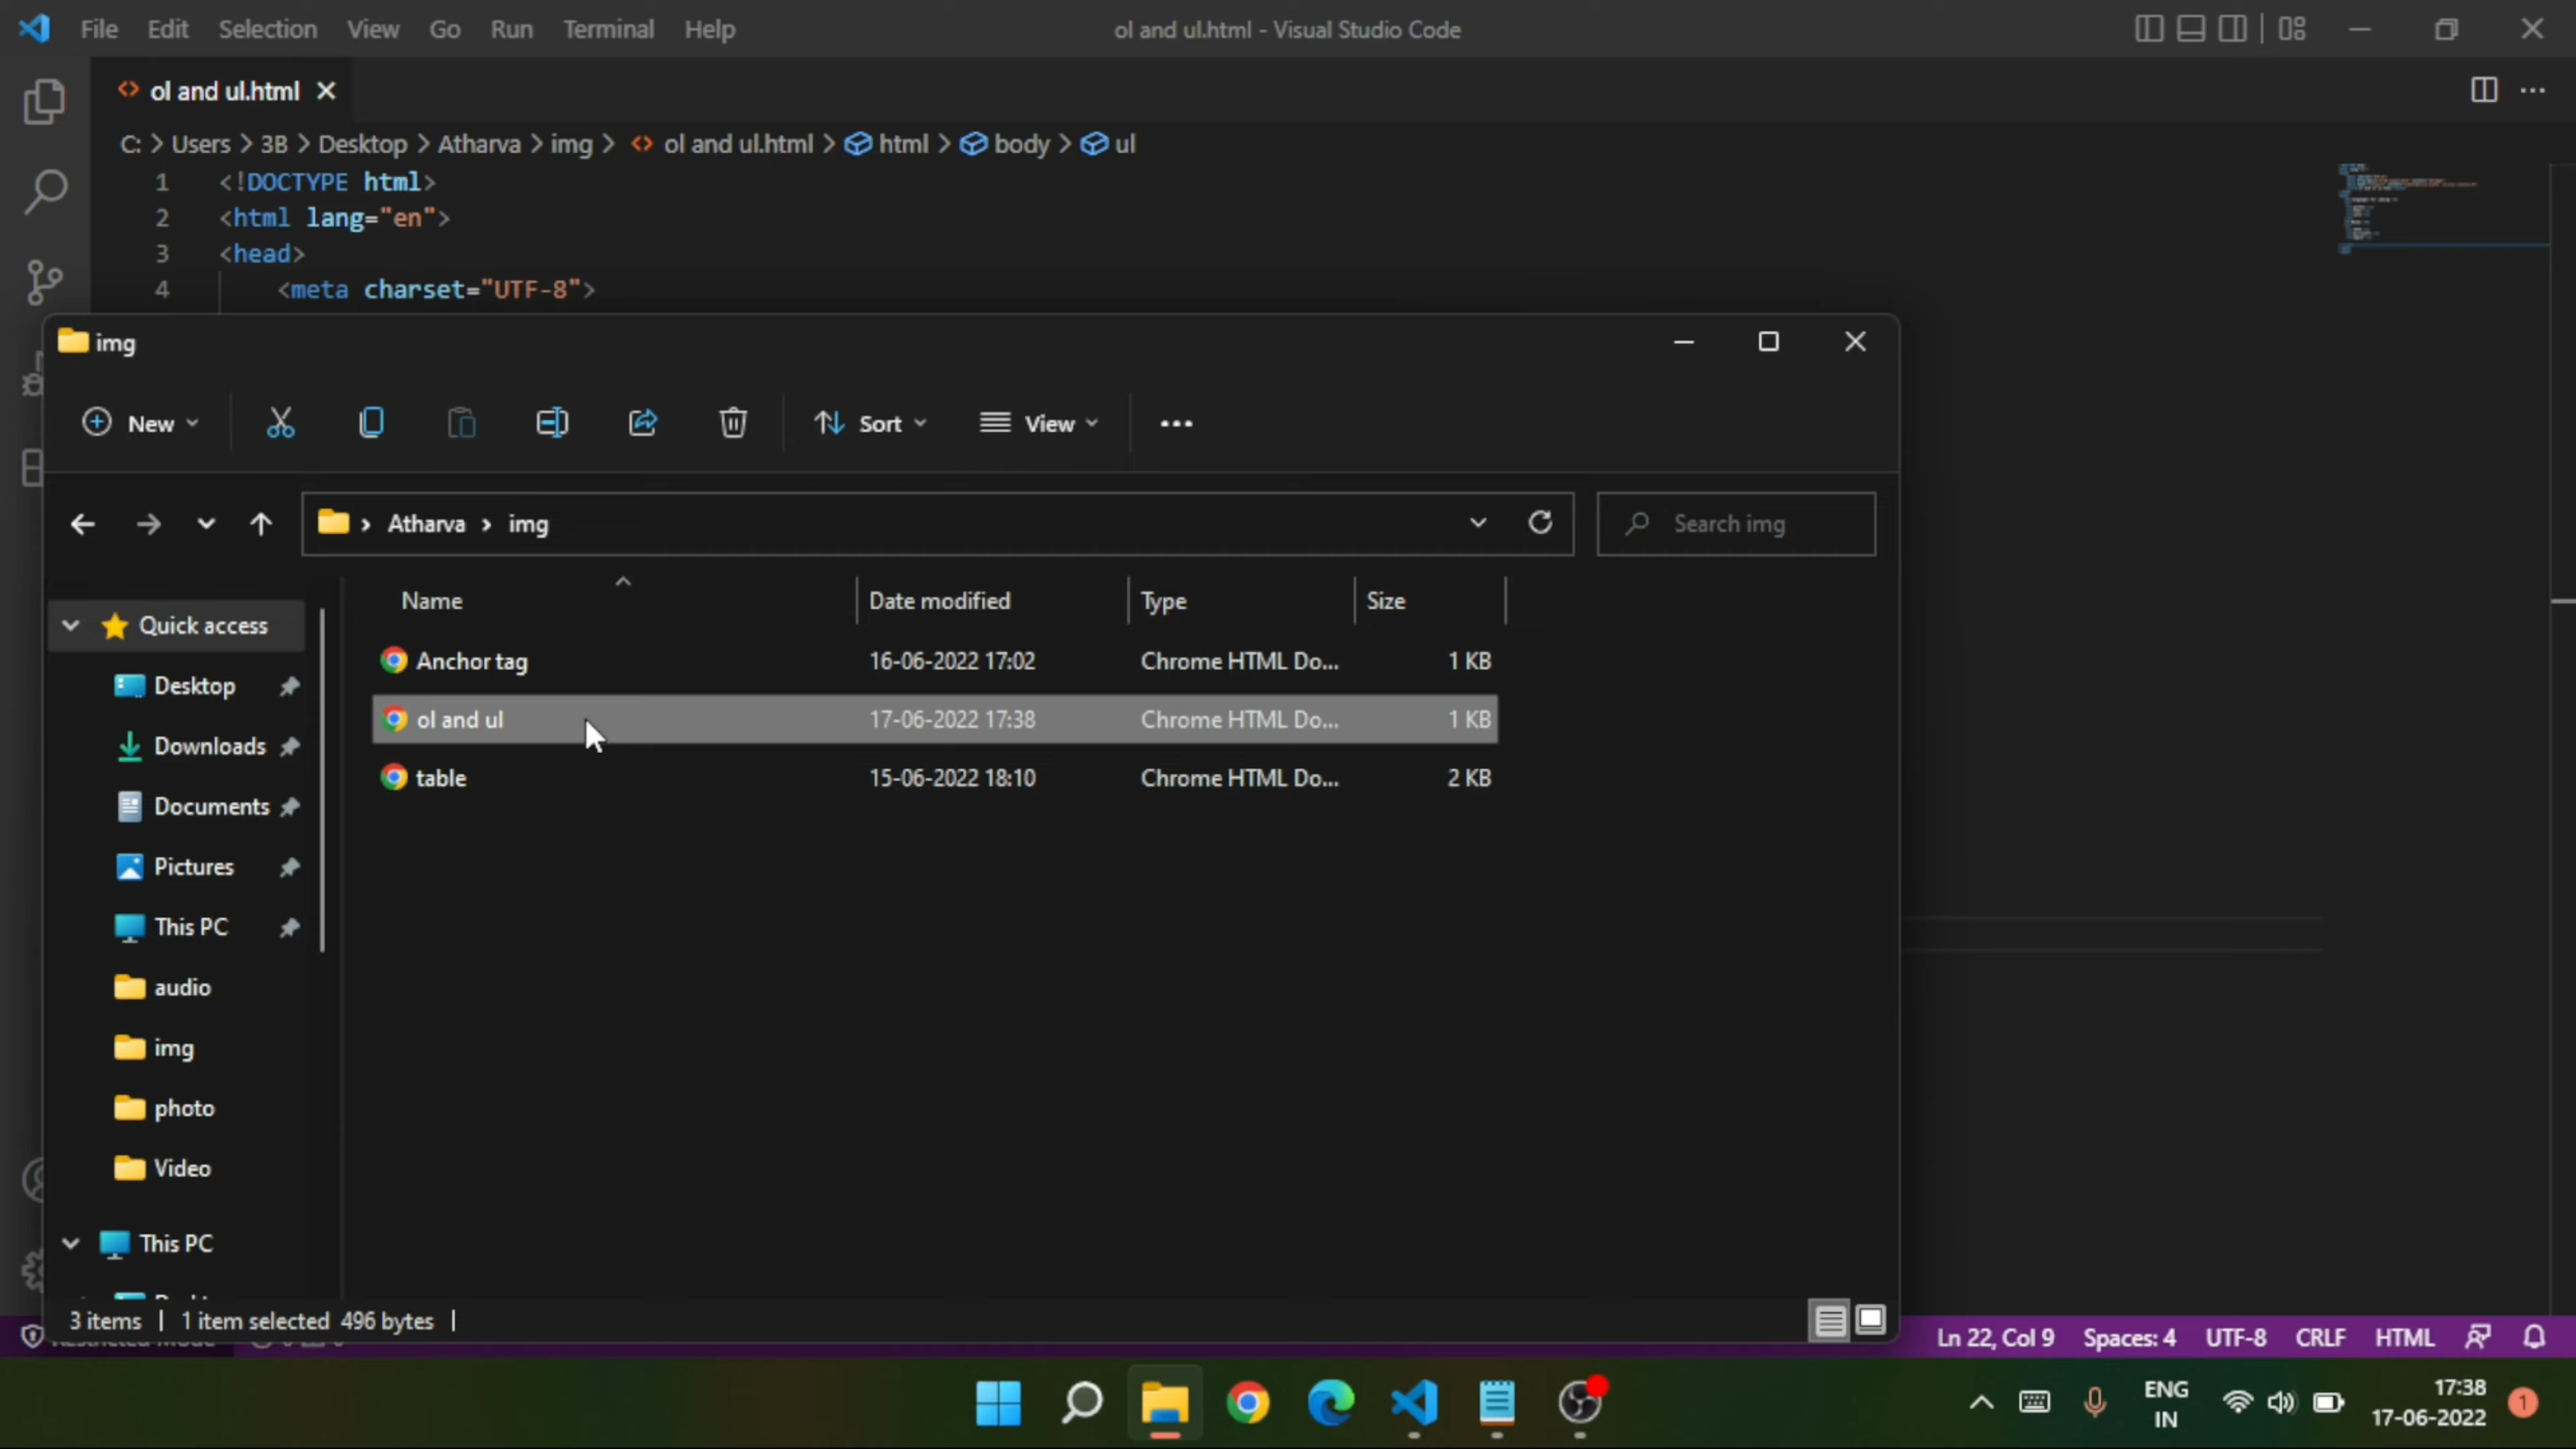 File Edit Selection View Go Run Terminal Help
ol and ul.html - Visual Studio Code
ol and ul.html
C: > Users > 3B > Desktop > Atharva > img > ol and ul.html > html > body > ul
1 <!DOCTYPE html>
2 <html lang="en">
3 <head>
4 <meta charset="UTF-8">
img
New Sort View
Atharva > img
Search img
Name Date modified Type Size
Anchor tag 16-06-2022 17:02 Chrome HTML Do... 1 KB
ol and ul 17-06-2022 17:38 Chrome HTML Do... 1 KB
table 15-06-2022 18:10 Chrome HTML Do... 2 KB
Quick access
Desktop
Downloads
Documents
Pictures
This PC
audio
img
photo
Video
This PC
3 items | 1 item selected 496 bytes |
Ln 22, Col 9 Spaces: 4 UTF-8 CRLF HTML
ENG
IN
17:38
17-06-2022
1